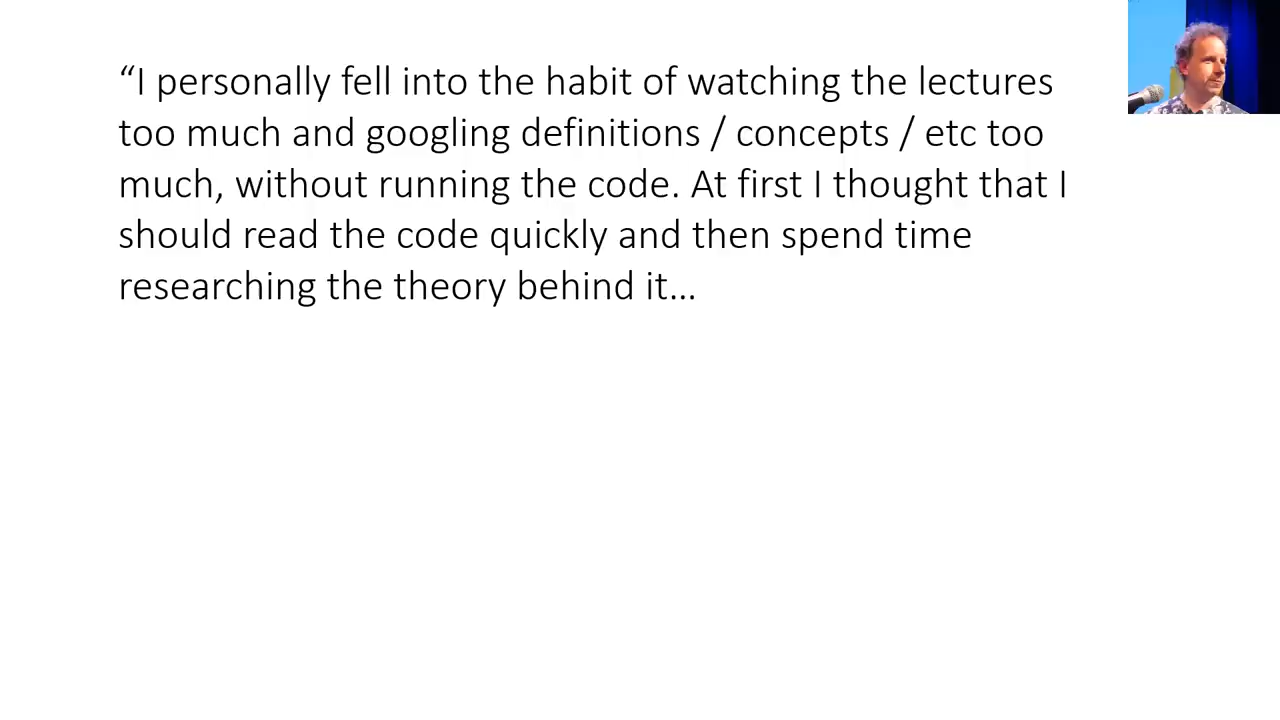 “I personally fell into the habit of watching the lectures
too much and googling definitions / concepts / etc too
much, without running the code. At first I thought that I
should read the code quickly and then spend time
researching the theory behind it…